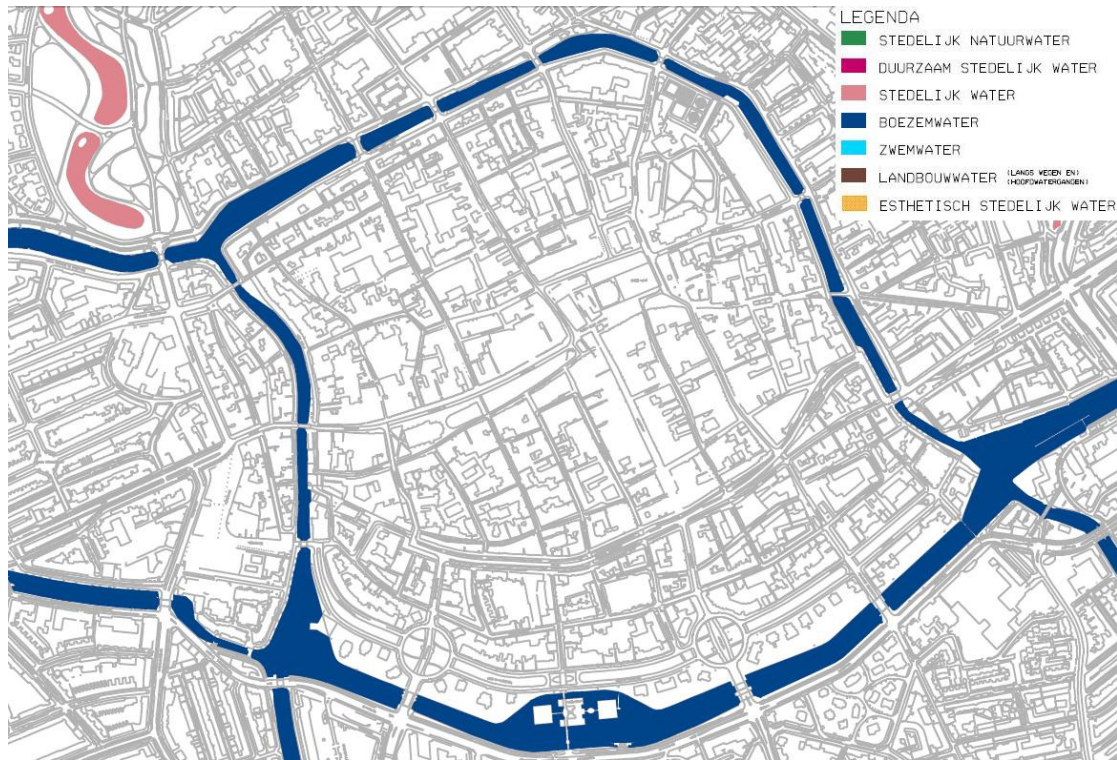 LEGENDA
STEDELIJK NATUURWATER
DUURZAAM STEDELIJK WATER
STEDELIJK WATER
BOEZEMWATER
ZWEMWATER
LANDBOUWWATER (LANGS WEGEN EN)
(HOOFDWATERGANGEN)
ESTHETISCH STEDELIJK WATER